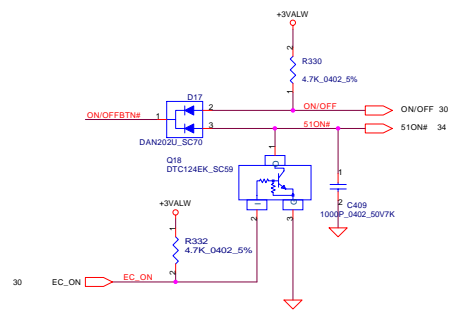 +3VALW
2
R330
4.7K_0402_5%
1
D17
ON/OFFBTN# 1
2 ON/OFF ON/OFF 30
3 51ON# 51ON# 34
DAN202U_SC70
Q18
DTC124EK_SC59
1
O
I
G
2
3
1
2
C409
1000P_0402_50V7K
+3VALW
1
R332
4.7K_0402_5%
2
30 EC_ON EC_ON